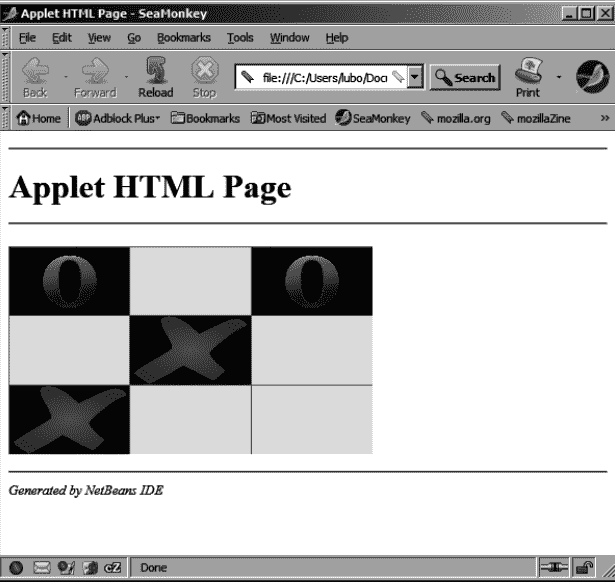 Applet HTML Page - SeaMonkey
File Edit View Go Bookmarks Tools Window Help
file:///C:/Users/lubo/Doc Search
Back Forward Reload Stop Print
Home ABP Adblock Plus Bookmarks Most Visited SeaMonkey mozilla.org mozillaZine »
Applet HTML Page
O O
X
X
Generated by NetBeans IDE
cZ Done